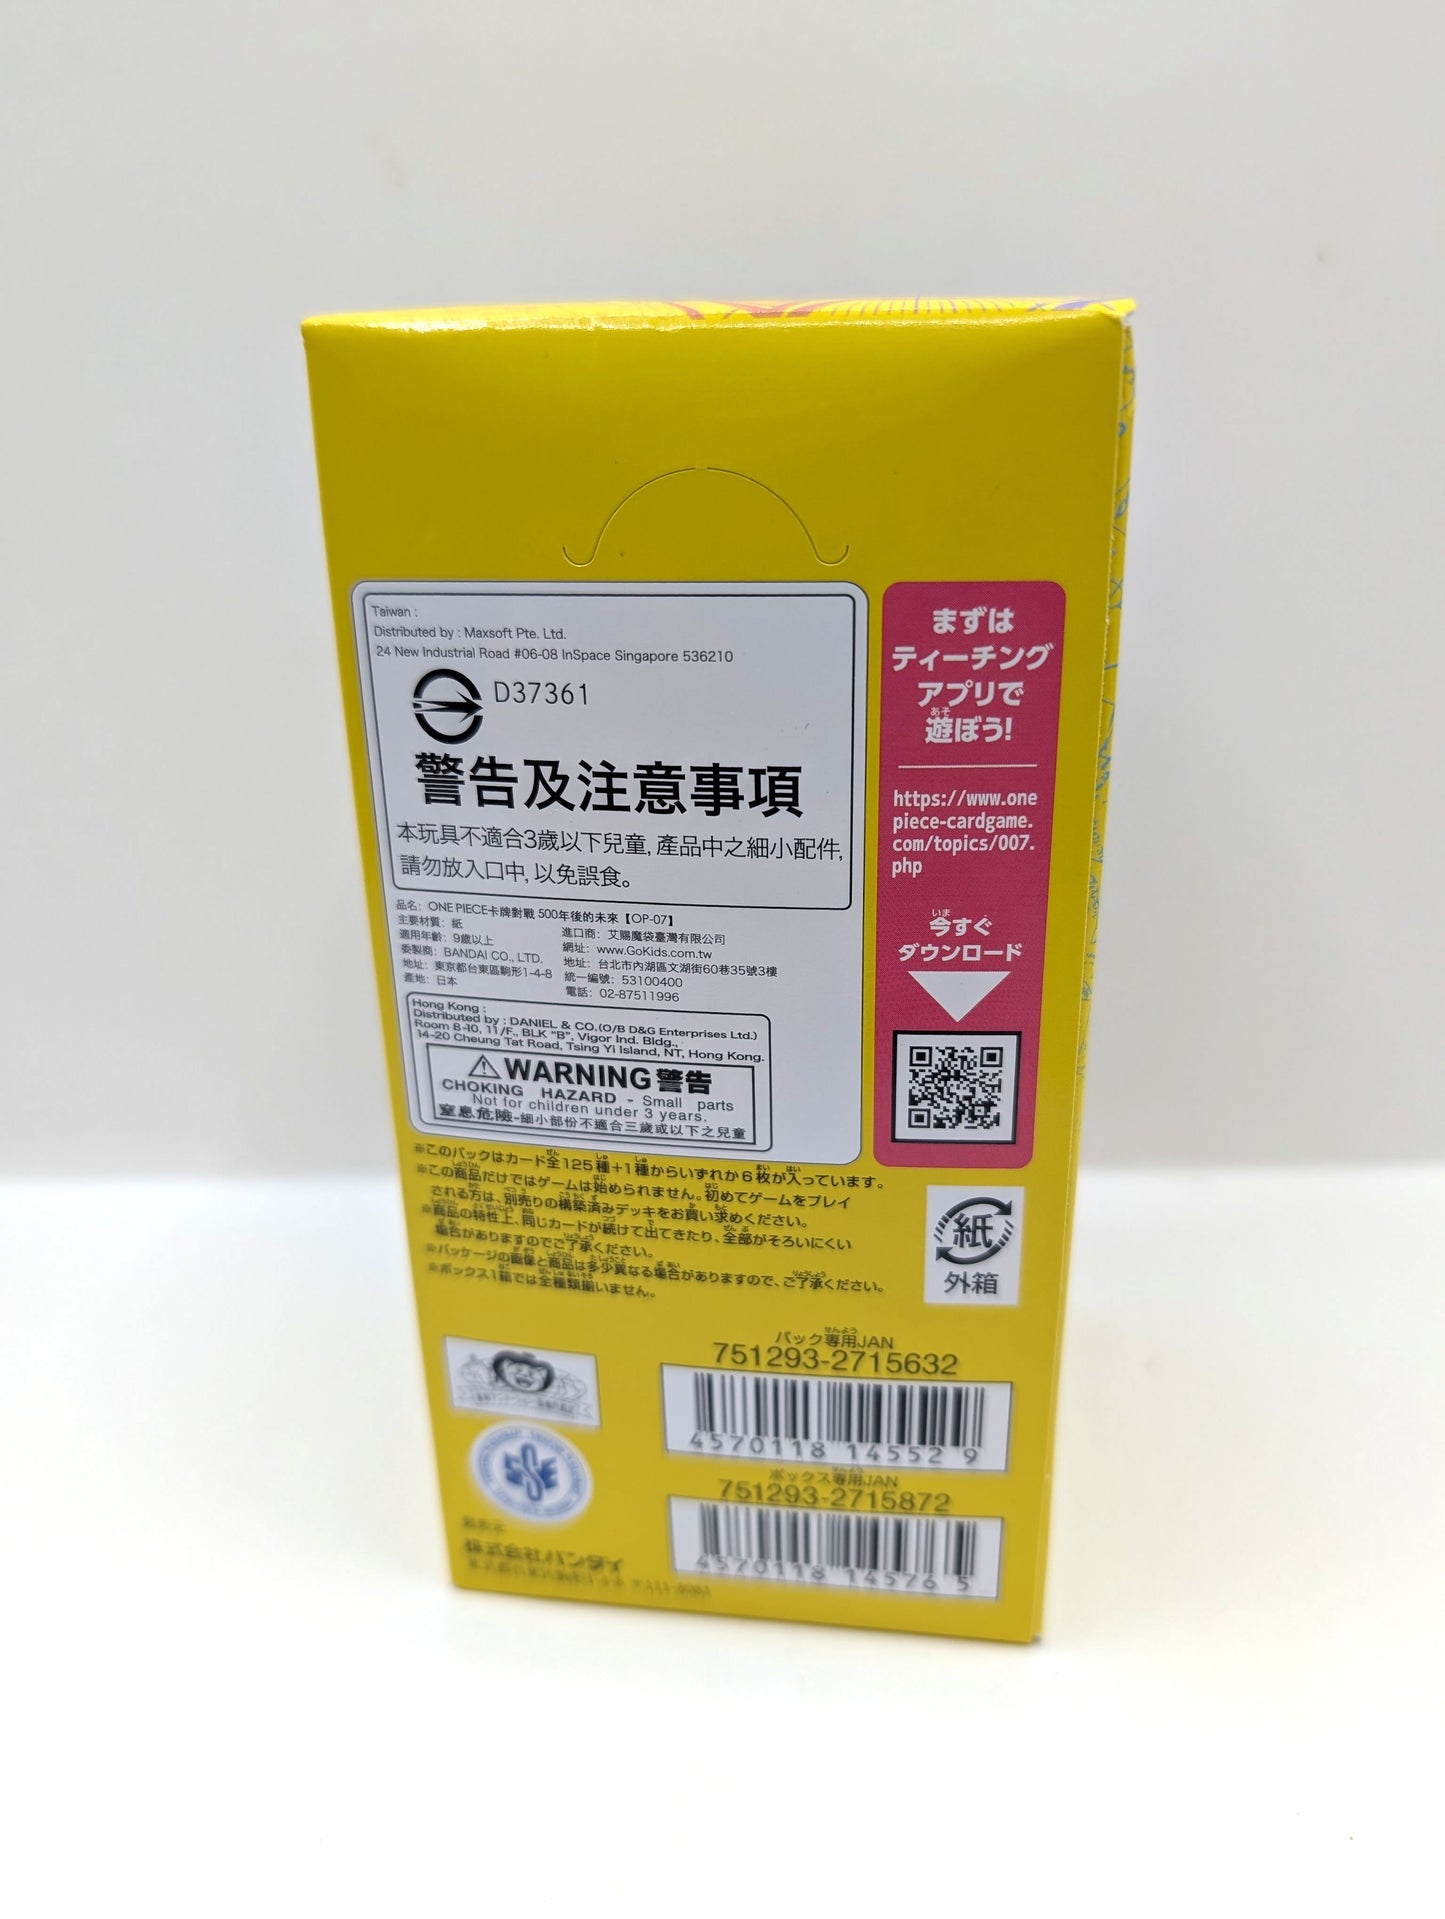 Taiwan :
Distributed by : Maxsoft Pte. Ltd.
24 New Industrial Road #06-08 InSpace Singapore 536210
D37361
警告及注意事項
本玩具不適合3歲以下兒童, 產品中之細小配件,
請勿放入口中, 以免誤食。
品名: ONE PIECE卡牌對戰 500年後的未來【OP-07】
主要材質: 紙
適用年齡: 9歲以上
委製商: BANDAI CO., LTD.
地址: 東京都台東區駒形1-4-8
產地: 日本
進口商: 艾賜魔袋臺灣有限公司
網址: www.GoKids.com.tw
地址: 台北市內湖區文湖街60巷35號3樓
統一編號: 53100400
電話: 02-87511996
Hong Kong :
Distributed by : DANIEL & CO.(O/B D&G Enterprises Ltd.)
Room 8-10, 11/F., BLK "B", Vigor Ind. Bldg.,
14-20 Cheung Tat Road, Tsing Yi Island, NT, Hong Kong.
WARNING 警告
CHOKING HAZARD - Small parts
Not for children under 3 years.
窒息危險-細小部份不適合三歲或以下之兒童
まずは
ティーチング
アプリで
遊ぼう!
https://www.one
piece-cardgame.
com/topics/007.
php
今すぐ
ダウンロード
※このパックはカード全125種+1種からいずれか6枚が入っています。
※この商品だけではゲームは始められません。初めてゲームをプレイ
される方は、別売りの構築済みデッキをお買い求めください。
※商品の特性上、同じカードが続けて出てきたり、全部がそろいにくい
場合がありますのでご了承ください。
※パッケージの画像と商品は多少異なる場合がありますので、ご了承ください。
※ボックス1箱では全種類揃いません。
紙
外箱
パック専用JAN
751293-2715632
4570118 14552 9
ボックス専用JAN
751293-2715872
4570118 14576 5
株式会社バンダイ